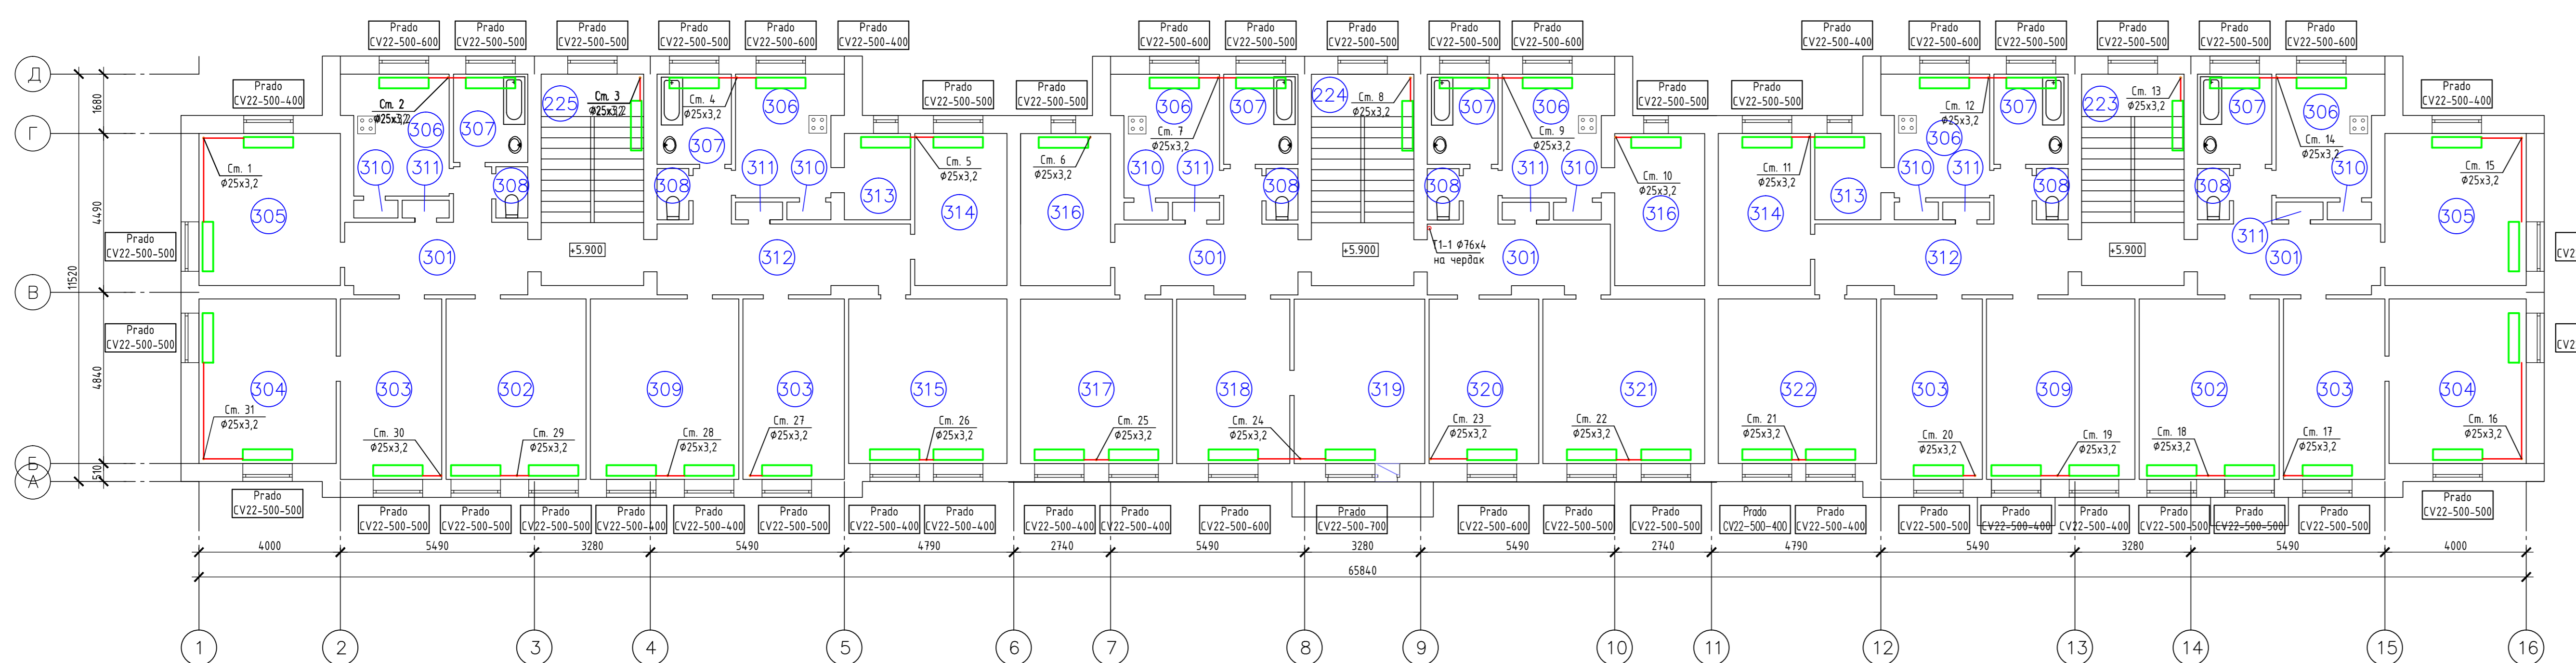 Prado
CV22-500-600
Prado
CV22-500-500
Prado
CV22-500-500
Prado
CV22-500-500
Prado
CV22-500-600
Prado
CV22-500-400
Prado
CV22-500-600
Prado
CV22-500-500
Prado
CV22-500-500
Prado
CV22-500-500
Prado
CV22-500-600
Prado
CV22-500-400
Prado
CV22-500-600
Prado
CV22-500-500
Prado
CV22-500-500
Prado
CV22-500-500
Prado
CV22-500-600
Д
Prado
CV22-500-400
Prado
CV22-500-500
Prado
CV22-500-500
Prado
CV22-500-500
Prado
CV22-500-500
Prado
CV22-500-400
Ст. 2
ф25х3,2
Ст. 3
ф25х3,2
Ст. 4
ф25х3,2
Ст. 8
ф25х3,2
Ст. 12
ф25х3,2
Ст. 13
ф25х3,2
225
224
223
306
307
307
306
306
307
307
306
306
307
307
306
1680
Г
Ст. 7
ф25х3,2
Ст. 9
ф25х3,2
Ст. 14
ф25х3,2
Ст. 1
ф25х3,2
Ст. 5
ф25х3,2
Ст. 6
ф25х3,2
Ст. 10
ф25х3,2
Ст. 11
ф25х3,2
Ст. 15
ф25х3,2
310
311
308
308
311
310
310
311
308
308
311
310
310
311
308
308
310
305
313
314
316
316
314
313
311
305
4490
Prado
CV22-500-500
CV2
301
+5.900
312
301
+5.900
Т1-1 ф76х4
на чердак
301
312
+5.900
301
11520
В
Prado
CV22-500-500
CV2
4840
304
303
302
309
303
315
317
318
319
320
321
322
303
309
302
303
304
Ст. 31
ф25х3,2
Ст. 30
ф25х3,2
Ст. 29
ф25х3,2
Ст. 28
ф25х3,2
Ст. 27
ф25х3,2
Ст. 26
ф25х3,2
Ст. 25
ф25х3,2
Ст. 24
ф25х3,2
Ст. 23
ф25х3,2
Ст. 22
ф25х3,2
Ст. 21
ф25х3,2
Ст. 20
ф25х3,2
Ст. 19
ф25х3,2
Ст. 18
ф25х3,2
Ст. 17
ф25х3,2
Ст. 16
ф25х3,2
Б
510
А
Prado
CV22-500-500
Prado
CV22-500-500
Prado
CV22-500-500
Prado
CV22-500-500
Prado
CV22-500-400
Prado
CV22-500-400
Prado
CV22-500-500
Prado
CV22-500-400
Prado
CV22-500-400
Prado
CV22-500-400
Prado
CV22-500-400
Prado
CV22-500-600
Prado
CV22-500-700
Prado
CV22-500-600
Prado
CV22-500-500
Prado
CV22-500-500
Prado
CV22-500-400
Prado
CV22-500-400
Prado
CV22-500-500
Prado
CV22-500-400
Prado
CV22-500-400
Prado
CV22-500-500
Prado
CV22-500-500
Prado
CV22-500-500
Prado
CV22-500-500
4000
5490
3280
5490
4790
2740
5490
3280
5490
2740
4790
5490
3280
5490
4000
65840
1
2
3
4
5
6
7
8
9
10
11
12
13
14
15
16